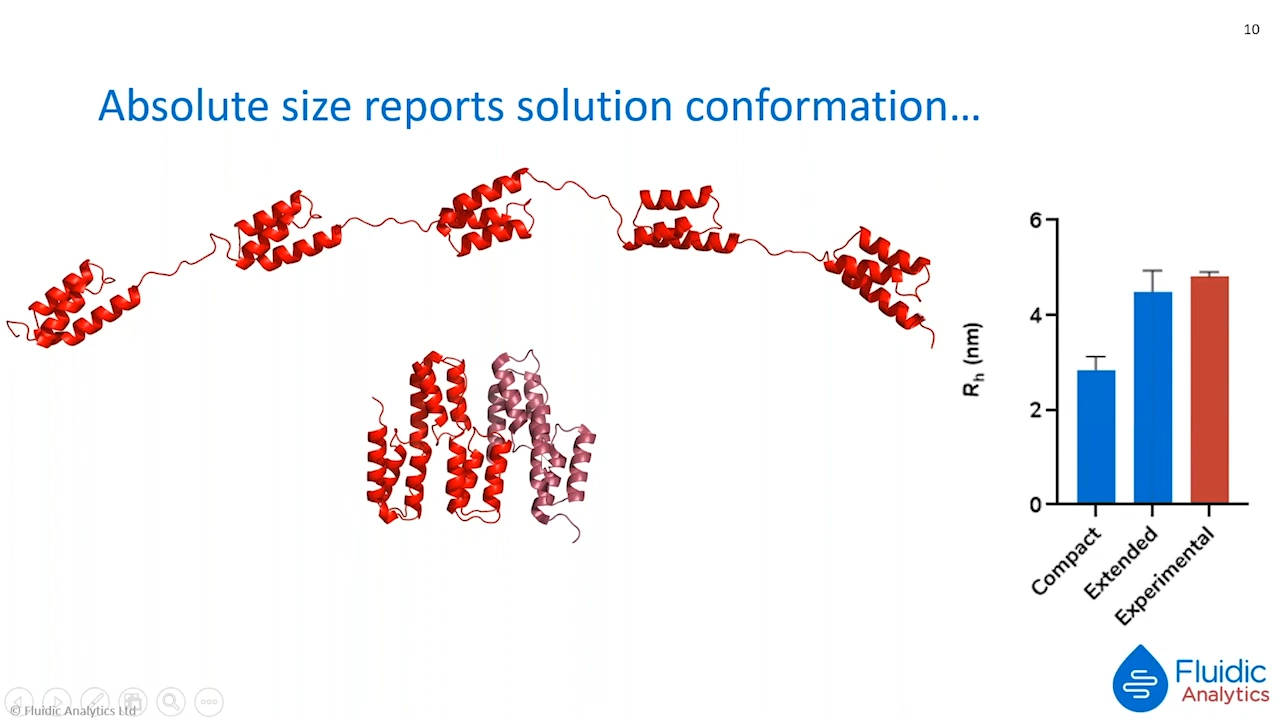 10
Absolute size reports solution conformation...
6
4
2
0
Rh (nm)
Compact
Extended
Experimental
Fluidic
Analytics
© Fluidic Analytics Ltd